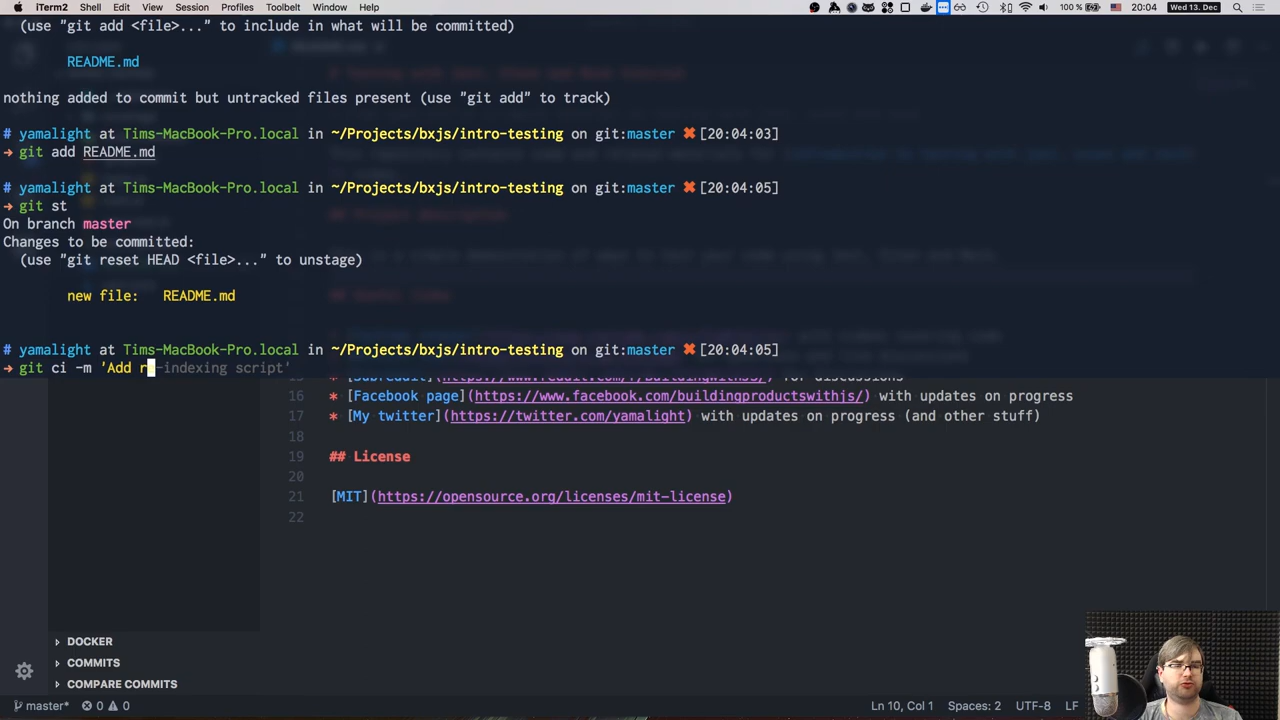 iTerm2 Shell Edit View Session Profiles Toolbelt Window Help 100 % 20:04 Wed 13. Dec
(use "git add <file>..." to include in what will be committed)
README.md
nothing added to commit but untracked files present (use "git add" to track)
# yamalight at Tims-MacBook-Pro.local in ~/Projects/bxjs/intro-testing on git:master ✖ [20:04:03]
→ git add README.md
# yamalight at Tims-MacBook-Pro.local in ~/Projects/bxjs/intro-testing on git:master ✖ [20:04:05]
→ git st
On branch master
Changes to be committed:
(use "git reset HEAD <file>..." to unstage)
new file: README.md
# yamalight at Tims-MacBook-Pro.local in ~/Projects/bxjs/intro-testing on git:master ✖ [20:04:05]
→ git ci -m 'Add re-indexing script'
16 * [Facebook page](https://www.facebook.com/buildingproductswithjs/) with updates on progress
17 * [My twitter](https://twitter.com/yamalight) with updates on progress (and other stuff)
18
19 ## License
20
21 [MIT](https://opensource.org/licenses/mit-license)
22
DOCKER
COMMITS
COMPARE COMMITS
master* 0 0 Ln 10, Col 1 Spaces: 2 UTF-8 LF